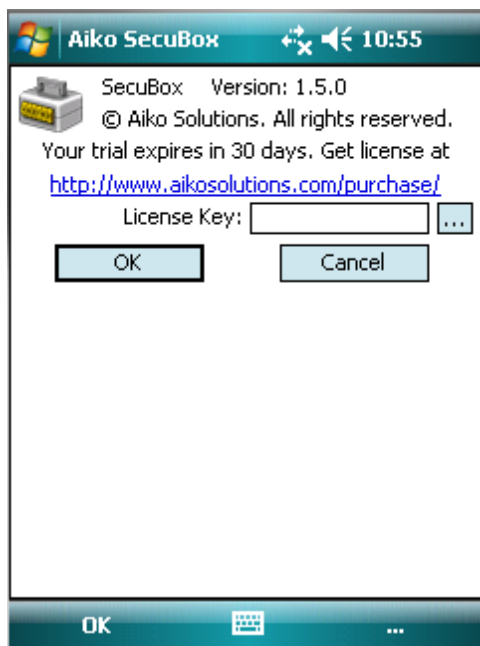 Aiko SecuBox 10:55
SecuBox Version: 1.5.0
© Aiko Solutions. All rights reserved.
Your trial expires in 30 days. Get license at
http://www.aikosolutions.com/purchase/
License Key: ...
OK Cancel
OK ...